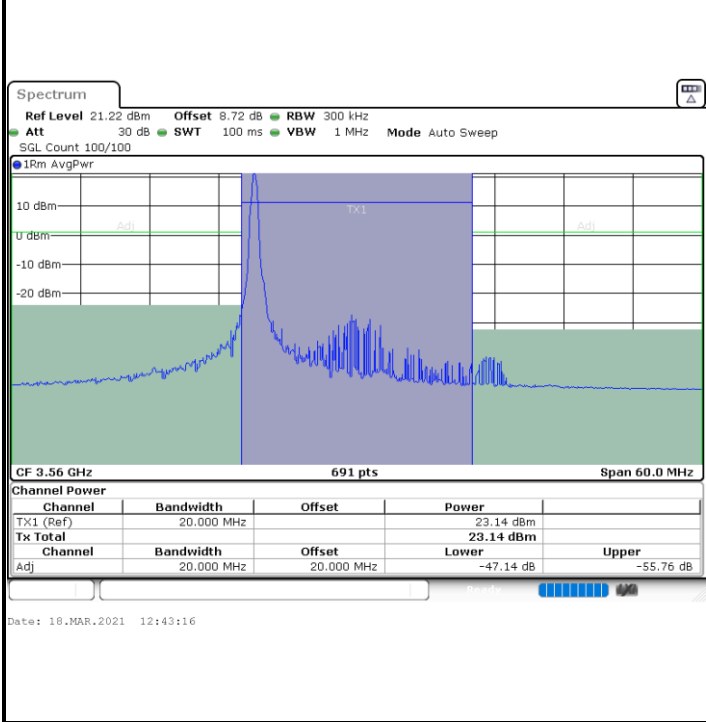 Spectrum
Ref Level 21.22 dBm Offset 8.72 dB RBW 300 kHz
Att 30 dB SWT 100 ms VBW 1 MHz Mode Auto Sweep
SGL Count 100/100
1Rm AvgPwr
10 dBm
TX1
Adj
Adj
0 dBm
-10 dBm
-20 dBm
CF 3.56 GHz 691 pts Span 60.0 MHz
Channel Power
Channel Bandwidth Offset Power
TX1 (Ref) 20.000 MHz 23.14 dBm
Tx Total 23.14 dBm
Channel Bandwidth Offset Lower Upper
Adj 20.000 MHz 20.000 MHz -47.14 dB -55.76 dB
Ready
Date: 18.MAR.2021 12:43:16